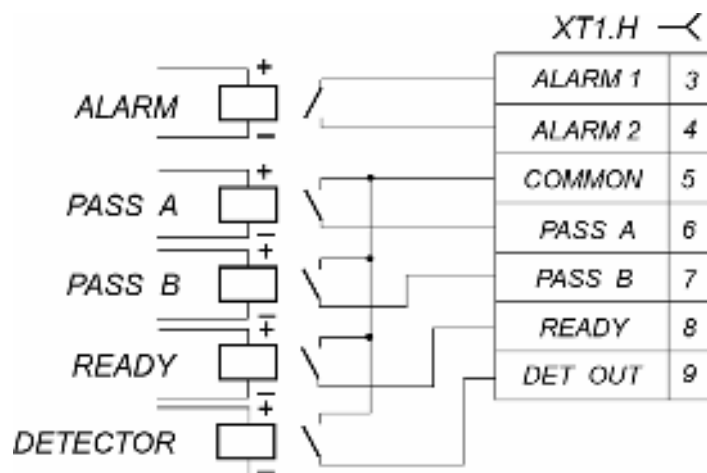 XT1.H
+
ALARM
−
ALARM 1 3
ALARM 2 4
+
PASS A
−
COMMON 5
PASS A 6
+
PASS B
−
PASS B 7
+
READY
−
READY 8
+
DETECTOR
−
DET OUT 9